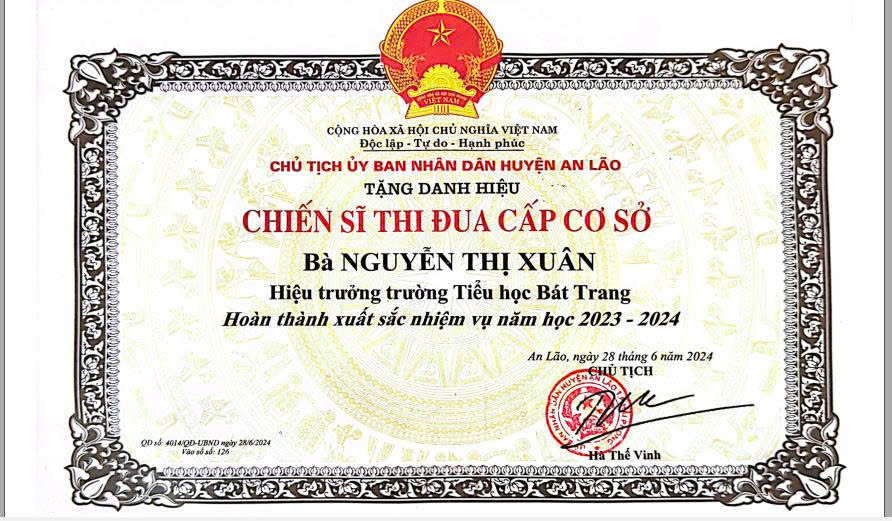 VIỆT NAM
CỘNG HÒA XÃ HỘI CHỦ NGHĨA VIỆT NAM
Độc lập - Tự do - Hạnh phúc
CHỦ TỊCH ỦY BAN NHÂN DÂN HUYỆN AN LÃO
TẶNG DANH HIỆU
CHIẾN SĨ THI ĐUA CẤP CƠ SỞ
Bà NGUYỄN THỊ XUÂN
Hiệu trưởng trường Tiểu học Bát Trang
Hoàn thành xuất sắc nhiệm vụ năm học 2023 - 2024
An Lão, ngày 28 tháng 6 năm 2024
CHỦ TỊCH
Hà Thế Vinh
QĐ số: 4014/QĐ-UBND ngày 28/6/2024
Vào sổ số: 126